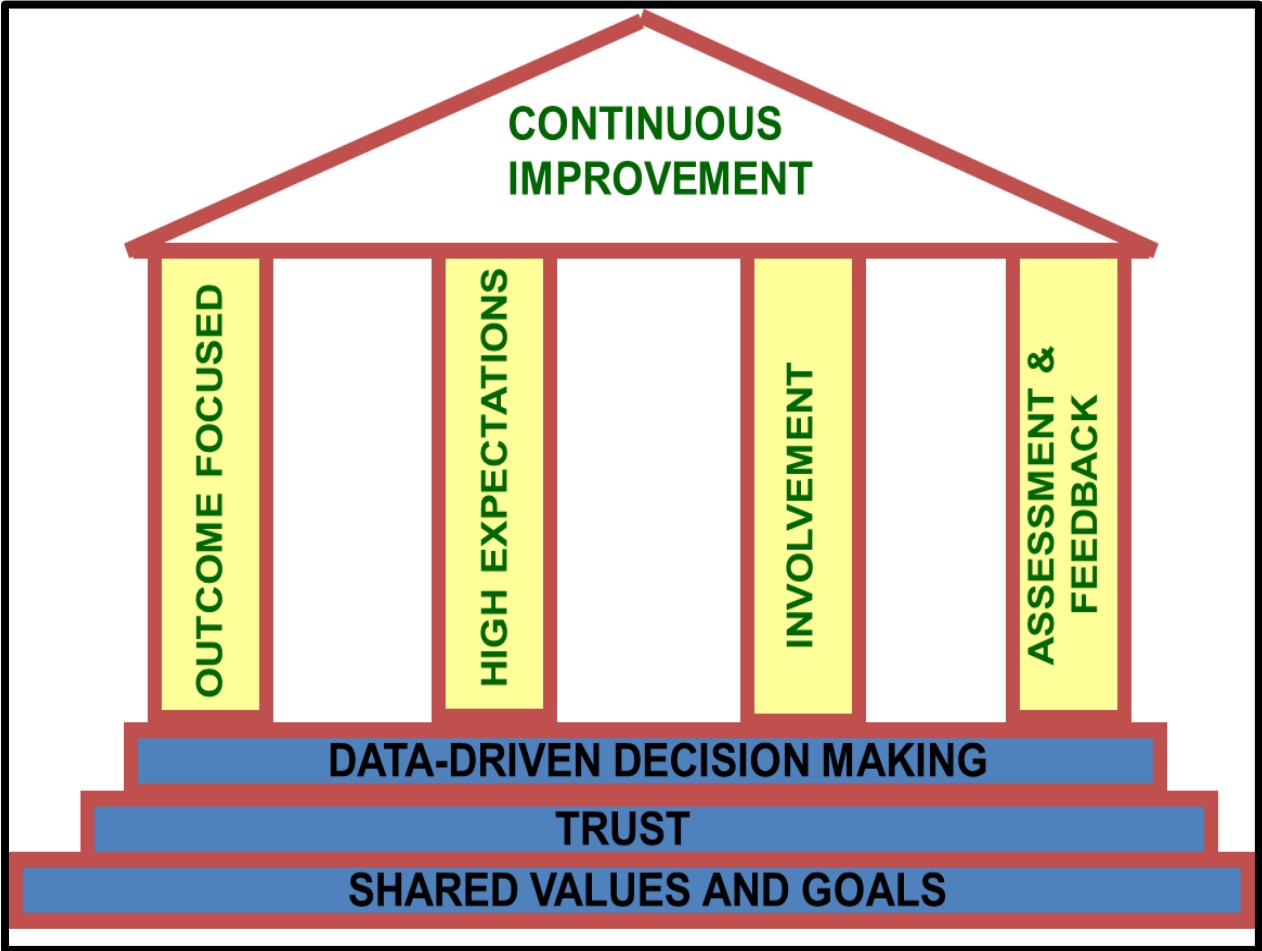 CONTINUOUS
IMPROVEMENT
OUTCOME FOCUSED
HIGH EXPECTATIONS
INVOLVEMENT
ASSESSMENT &
FEEDBACK
DATA-DRIVEN DECISION MAKING
TRUST
SHARED VALUES AND GOALS